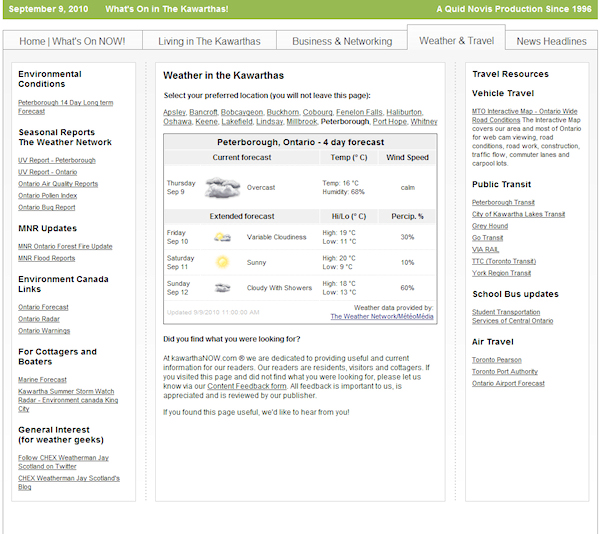 September 9, 2010 What's On in The Kawarthas! A Quid Novis Production Since 1996
Home | What's On NOW! Living in The Kawarthas Business & Networking Weather & Travel News Headlines
Environmental
Conditions
Peterborough 14 Day Long term
Forecast
Seasonal Reports
The Weather Network
UV Report - Peterborough
UV Report - Ontario
Ontario Air Quality Reports
Ontario Pollen Index
Ontario Bug Report
MNR Updates
MNR Ontario Forest Fire Update
MNR Flood Reports
Environment Canada
Links
Ontario Forecast
Ontario Radar
Ontario Warnings
For Cottagers and
Boaters
Marine Forecast
Kawartha Summer Storm Watch
Radar - Environment canada King
City
General Interest
(for weather geeks)
Follow CHEX Weatherman Jay
Scotland on Twitter
CHEX Weatherman Jay Scotland's
Blog
Weather in the Kawarthas
Select your preferred location (you will not leave this page):
Apsley, Bancroft, Bobcaygeon, Buckhorn, Cobourg, Fenelon Falls, Haliburton,
Oshawa, Keene, Lakefield, Lindsay, Millbrook, Peterborough, Port Hope, Whitney
Peterborough, Ontario - 4 day forecast
Current forecast Temp (° C) Wind Speed
Thursday
Sep 9 Overcast Temp: 16 °C
Humidity: 68% calm
Extended forecast Hi/Lo (° C) Percip. %
Friday
Sep 10 Variable Cloudiness High: 19 °C
Low: 11 °C 30%
Saturday
Sep 11 Sunny High: 20 °C
Low: 9 °C 10%
Sunday
Sep 12 Cloudy With Showers High: 18 °C
Low: 13 °C 60%
Updated 9/9/2010 11:00:00 AM Weather data provided by:
The Weather Network/MétéoMédia
Did you find what you were looking for?
At kawarthaNOW.com ® we are dedicated to providing useful and current
information for our readers. Our readers are residents, visitors and cottagers. If
you visited this page and did not find what you were looking for, please let us
know via our Content Feedback form. All feedback is important to us, is
appreciated and is reviewed by our publisher.
If you found this page useful, we'd like to hear from you!
Travel Resources
Vehicle Travel
MTO Interactive Map - Ontario Wide
Road Conditions The Interactive Map
covers our area and most of Ontario
for web cam viewing, road
conditions, road work, construction,
traffic flow, commuter lanes and
carpool lots.
Public Transit
Peterborough Transit
City of Kawartha Lakes Transit
Grey Hound
Go Transit
VIA RAIL
TTC (Toronto Transit)
York Region Transit
School Bus updates
Student Transportation
Services of Central Ontario
Air Travel
Toronto Pearson
Toronto Port Authority
Ontario Airport Forecast